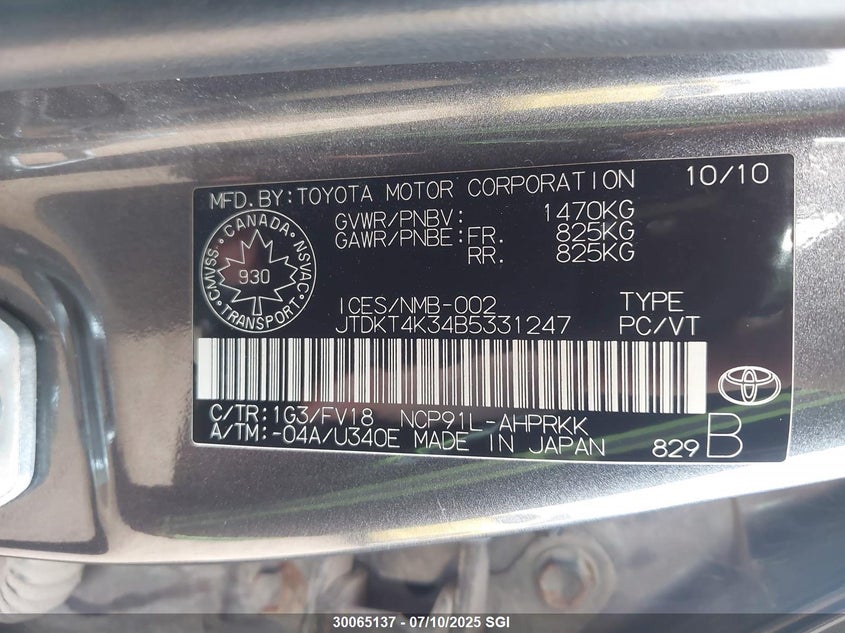 MFD. BY: TOYOTA MOTOR CORPORATION 10/10
GVWR/PNBV: 1470KG
GAWR/PNBE: FR. 825KG
RR. 825KG
CANADA
CMVSS. NSVAC
930
TRANSPORT
ICES/NMB-002 TYPE
JTDKT4K34B5331247 PC/VT
C/TR: 1G3/FV18 NCP91L-AHPRKK
A/TM: -04A/U340E MADE IN JAPAN
829 B
30065137 - 07/10/2025 SGI